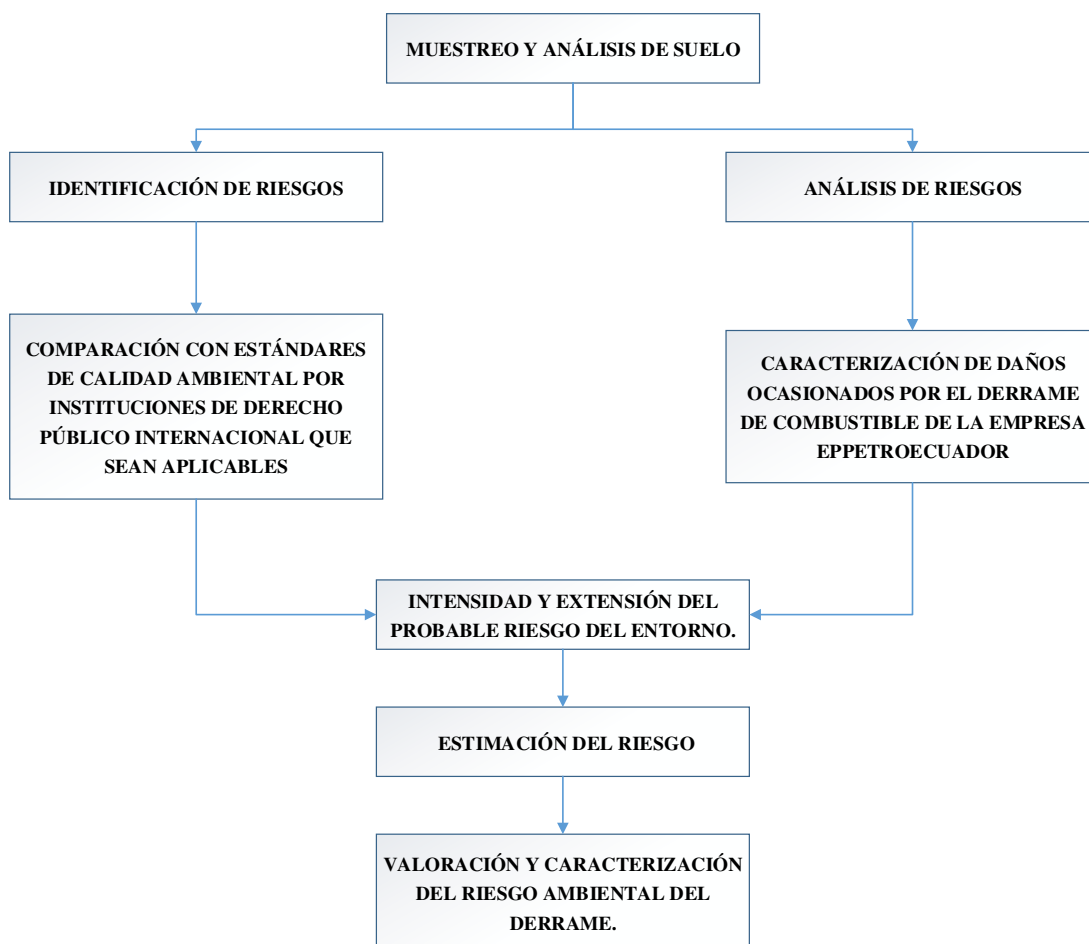 MUESTREO Y ANÁLISIS DE SUELO
IDENTIFICACIÓN DE RIESGOS
ANÁLISIS DE RIESGOS
COMPARACIÓN CON ESTÁNDARES
DE CALIDAD AMBIENTAL POR
INSTITUCIONES DE DERECHO
PÚBLICO INTERNACIONAL QUE
SEAN APLICABLES
CARACTERIZACIÓN DE DAÑOS
OCASIONADOS POR EL DERRAME
DE COMBUSTIBLE DE LA EMPRESA
EPPETROECUADOR
INTENSIDAD Y EXTENSIÓN DEL
PROBABLE RIESGO DEL ENTORNO.
ESTIMACIÓN DEL RIESGO
VALORACIÓN Y CARACTERIZACIÓN
DEL RIESGO AMBIENTAL DEL
DERRAME.